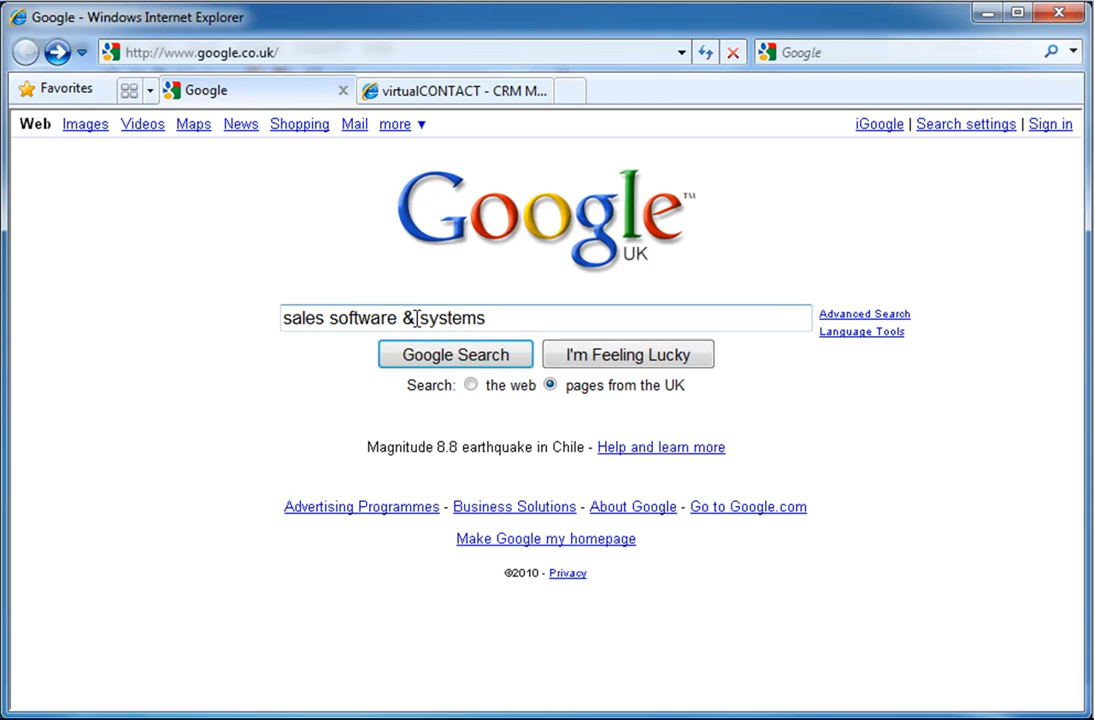 Google - Windows Internet Explorer
http://www.google.co.uk/
Google
Favorites
Google
virtualCONTACT - CRM M...
Web Images Videos Maps News Shopping Mail more ▼
iGoogle | Search settings | Sign in
Google™
UK
sales software & systems
Advanced Search
Language Tools
Google Search
I'm Feeling Lucky
Search: the web pages from the UK
Magnitude 8.8 earthquake in Chile - Help and learn more
Advertising Programmes - Business Solutions - About Google - Go to Google.com
Make Google my homepage
©2010 - Privacy